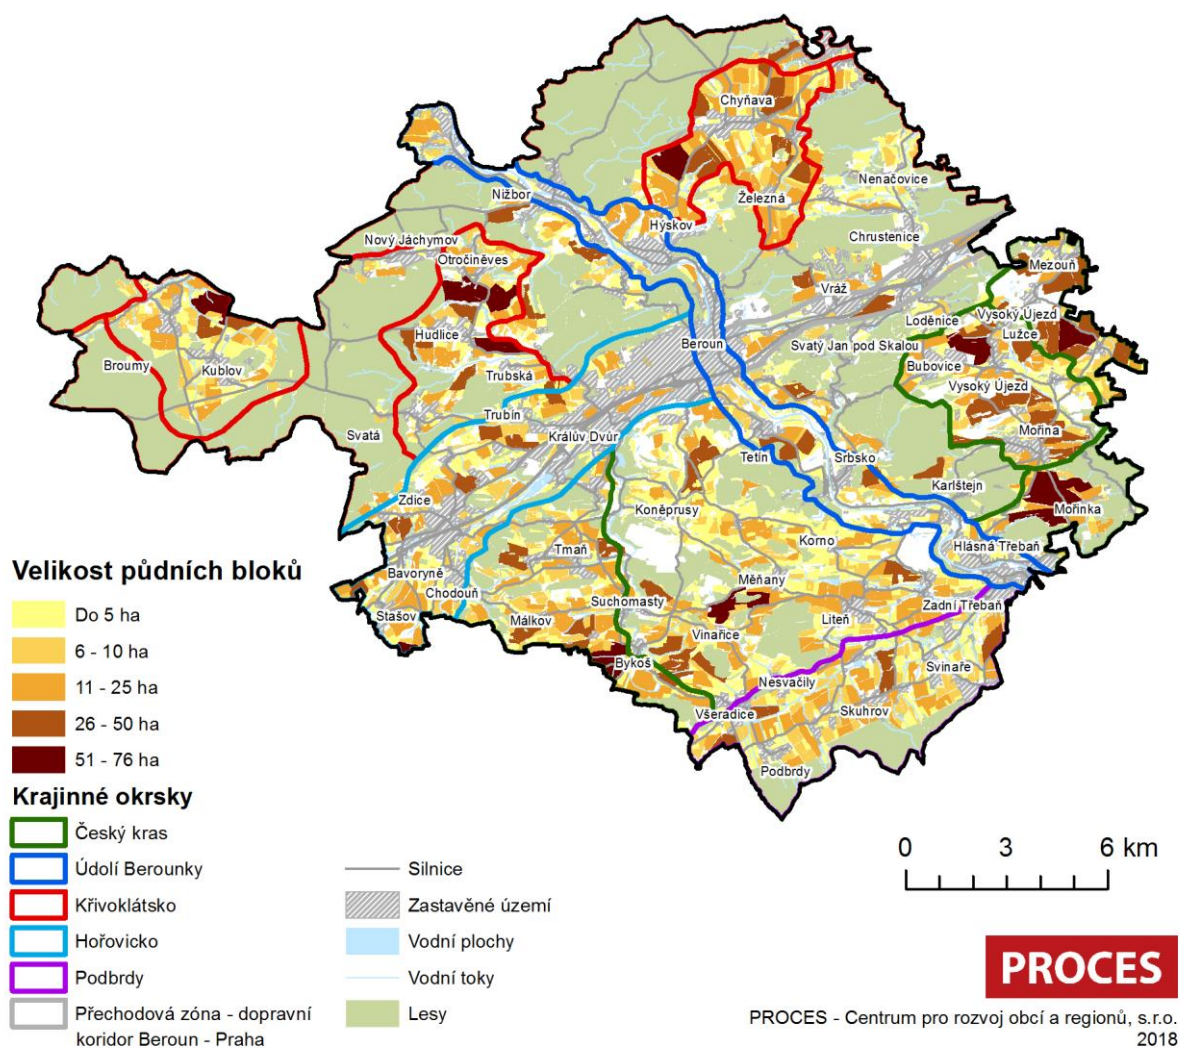 Chyňava
Nenačovice
Železná
Nižbor
Hýskov
Chrustenice
Nový Jáchymov
Otročiněves
Mezouň
Vráž
Vysoký Újezd
Loděnice
Lužce
Hudlice
Beroun
Svatý Jan pod Skalou
Broumy
Kublov
Bubovice
Trubská
Vysoký Újezd
Trubín
Svatá
Králův Dvůr
Mořina
Tetín
Srbsko
Karlštejn
Zdice
Koněprusy
Mořinka
Korno
Hlásná Třebaň
Tmaň
Bavoryně
Měňany
Chodouň
Suchomasty
Zadní Třebaň
Stašov
Málkov
Liteň
Vinařice
Bykoš
Svinaře
Nesvačily
Skuhrov
Všeradice
Podbrdy
Velikost půdních bloků
Do 5 ha
6 - 10 ha
11 - 25 ha
26 - 50 ha
51 - 76 ha
Krajinné okrsky
Český kras
Údolí Berounky
Křivoklátsko
Hořovicko
Podbrdy
Přechodová zóna - dopravní
koridor Beroun - Praha
Silnice
Zastavěné území
Vodní plochy
Vodní toky
Lesy
0 3 6 km
PROCES
PROCES - Centrum pro rozvoj obcí a regionů, s.r.o.
2018